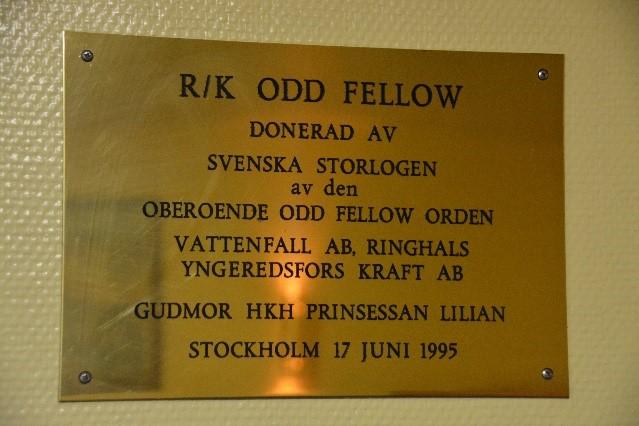 R/K ODD FELLOW
DONERAD AV
SVENSKA STORLOGEN
av den
OBEROENDE ODD FELLOW ORDEN
VATTENFALL AB, RINGHALS
YNGEREDSFORS KRAFT AB
GUDMOR HKH PRINSESSAN LILIAN
STOCKHOLM 17 JUNI 1995